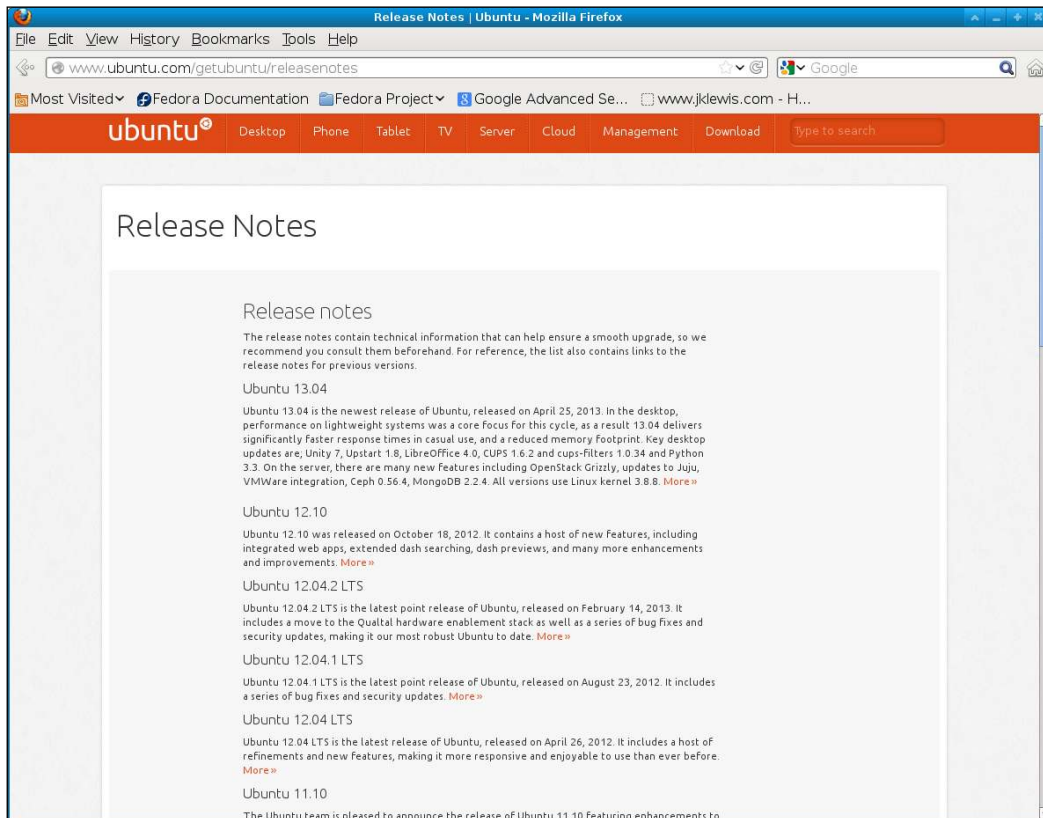 Release Notes | Ubuntu - Mozilla Firefox
File Edit View History Bookmarks Tools Help
www.ubuntu.com/getubuntu/releasenotes Google
Most Visited Fedora Documentation Fedora Project Google Advanced Se... www.jklewis.com - H...
ubuntu Desktop Phone Tablet TV Server Cloud Management Download Type to search
Release Notes
Release notes
The release notes contain technical information that can help ensure a smooth upgrade, so we
recommend you consult them beforehand. For reference, the list also contains links to the
release notes for previous versions.
Ubuntu 13.04
Ubuntu 13.04 is the newest release of Ubuntu, released on April 25, 2013. In the desktop,
performance on lightweight systems was a core focus for this cycle, as a result 13.04 delivers
significantly faster response times in casual use, and a reduced memory footprint. Key desktop
updates are; Unity 7, Upstart 1.8, LibreOffice 4.0, CUPS 1.6.2 and cups-filters 1.0.34 and Python
3.3. On the server, there are many new features including OpenStack Grizzly, updates to Juju,
VMWare integration, Ceph 0.56.4, MongoDB 2.2.4. All versions use Linux kernel 3.8.8. More »
Ubuntu 12.10
Ubuntu 12.10 was released on October 18, 2012. It contains a host of new features, including
integrated web apps, extended dash searching, dash previews, and many more enhancements
and improvements. More »
Ubuntu 12.04.2 LTS
Ubuntu 12.04.2 LTS is the latest point release of Ubuntu, released on February 14, 2013. It
includes a move to the Qualtal hardware enablement stack as well as a series of bug fixes and
security updates, making it our most robust Ubuntu to date. More »
Ubuntu 12.04.1 LTS
Ubuntu 12.04.1 LTS is the latest point release of Ubuntu, released on August 23, 2012. It includes
a series of bug fixes and security updates. More »
Ubuntu 12.04 LTS
Ubuntu 12.04 LTS is the latest release of Ubuntu, released on April 26, 2012. It includes a host of
refinements and new features, making it more responsive and enjoyable to use than ever before.
More »
Ubuntu 11.10
The Ubuntu team is pleased to announce the release of Ubuntu 11.10 featuring enhancements to